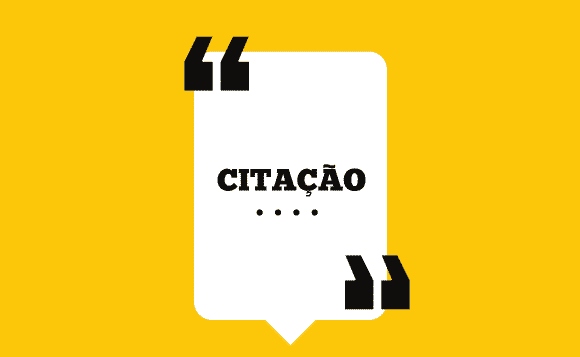 “
CITAÇÃO
....
”